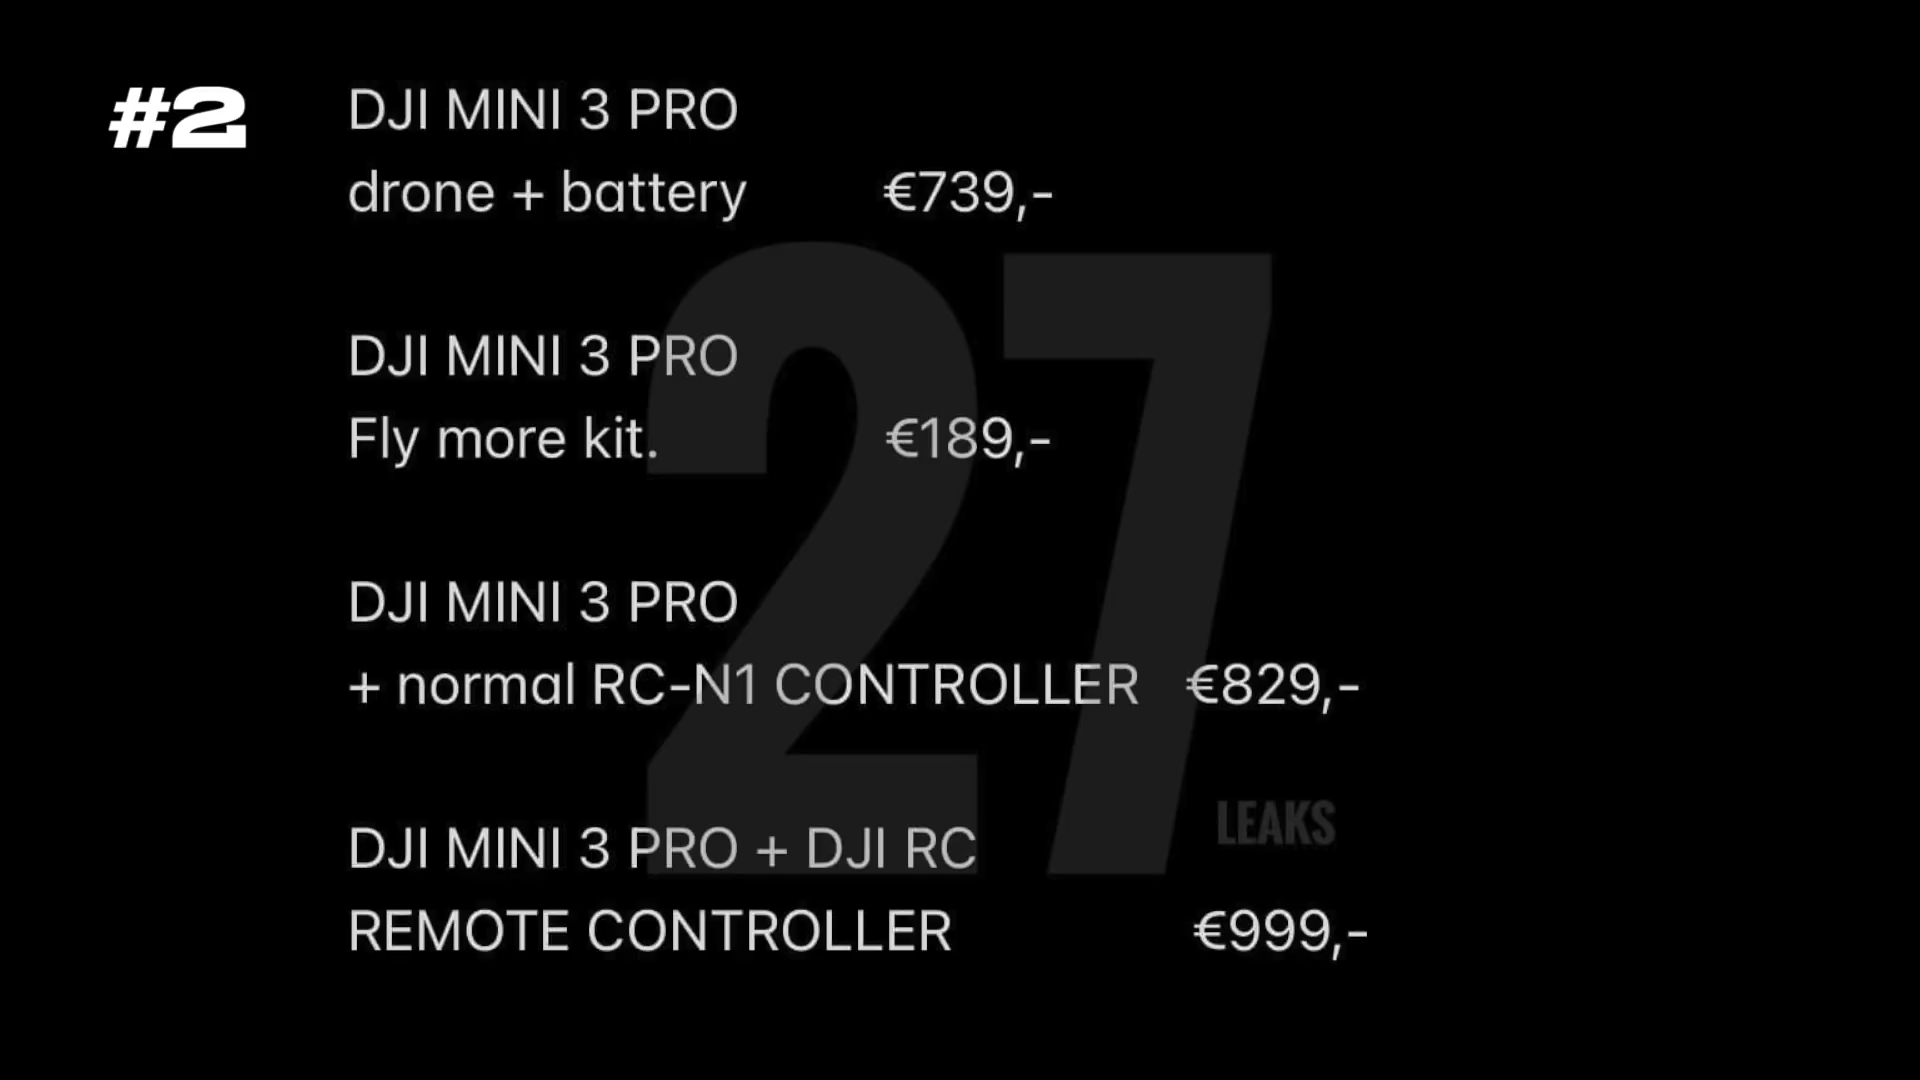 #2
DJI MINI 3 PRO
drone + battery €739,-
DJI MINI 3 PRO
Fly more kit. €189,-
DJI MINI 3 PRO
+ normal RC-N1 CONTROLLER €829,-
DJI MINI 3 PRO + DJI RC
REMOTE CONTROLLER €999,-
27
LEAKS